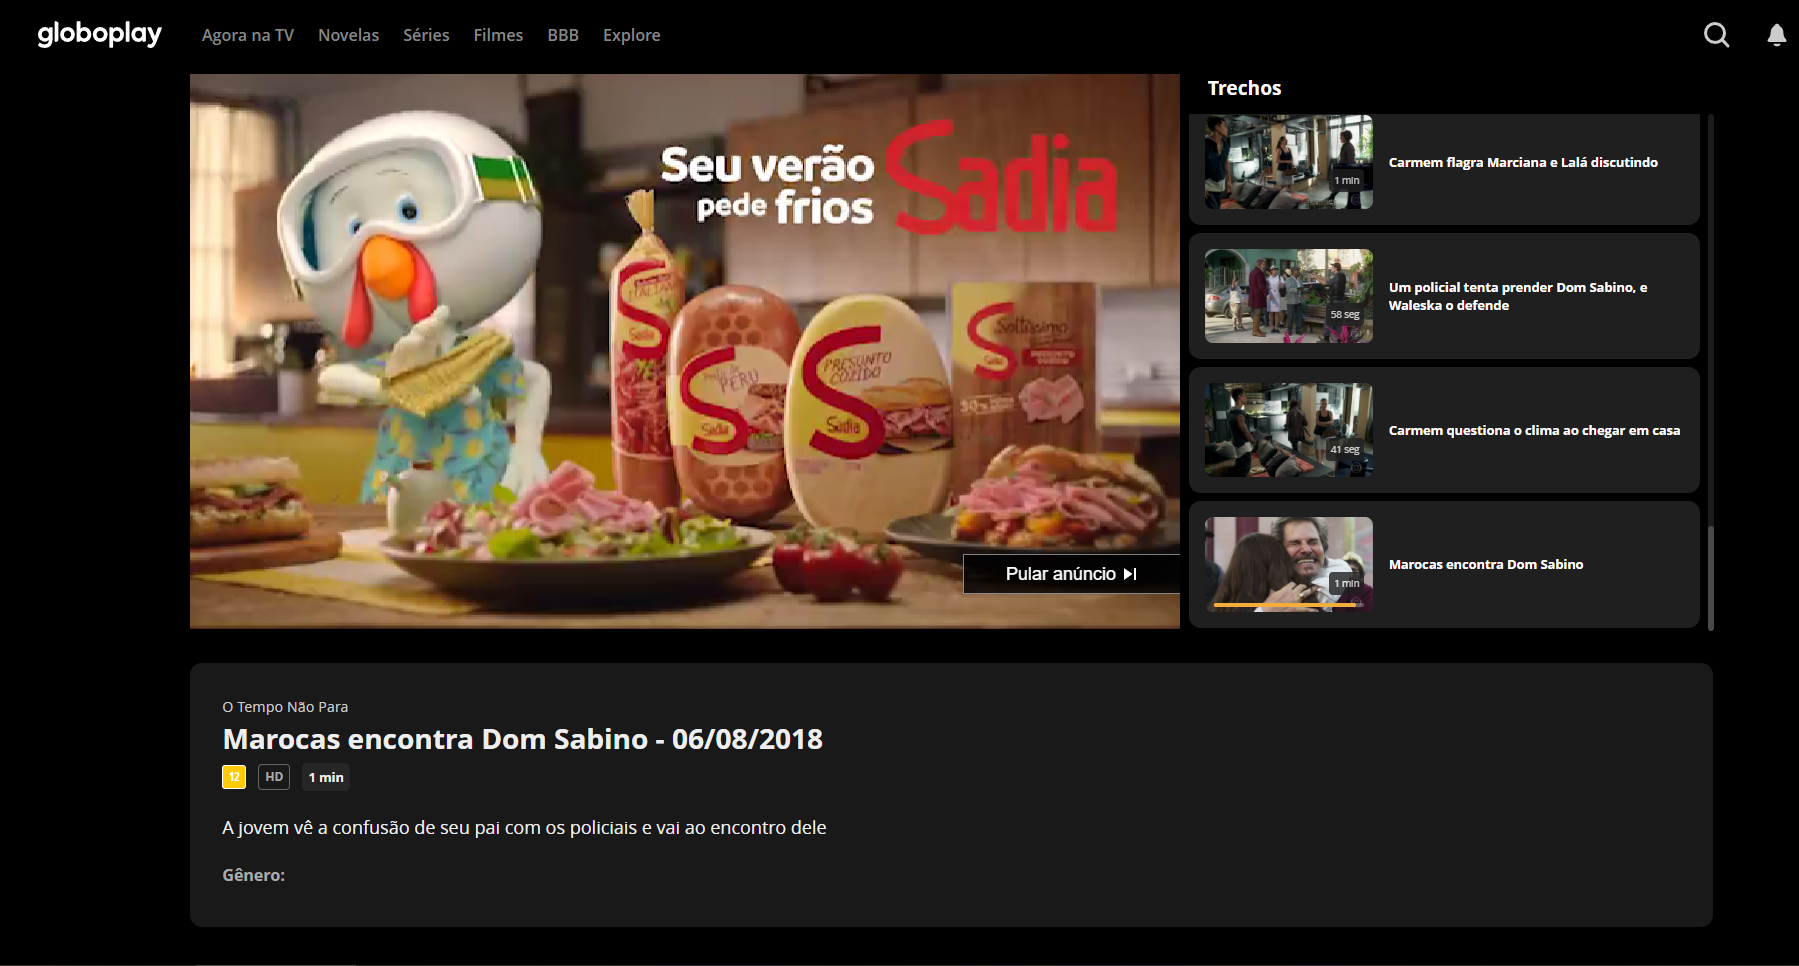 globoplay
Agora na TV
Novelas
Séries
Filmes
BBB
Explore
Seu verão
pede frios
Sadia
ITALIANO
Sadia
PERU
Sadia
PRESUNTO
COZIDO
Sadia
Soltíssimo
Sadia
Pular anúncio
Trechos
1 min
Carmem flagra Marciana e Lalá discutindo
58 seg
Um policial tenta prender Dom Sabino, e
Waleska o defende
41 seg
Carmem questiona o clima ao chegar em casa
1 min
Marocas encontra Dom Sabino
O Tempo Não Para
Marocas encontra Dom Sabino - 06/08/2018
12
HD
1 min
A jovem vê a confusão de seu pai com os policiais e vai ao encontro dele
Gênero: